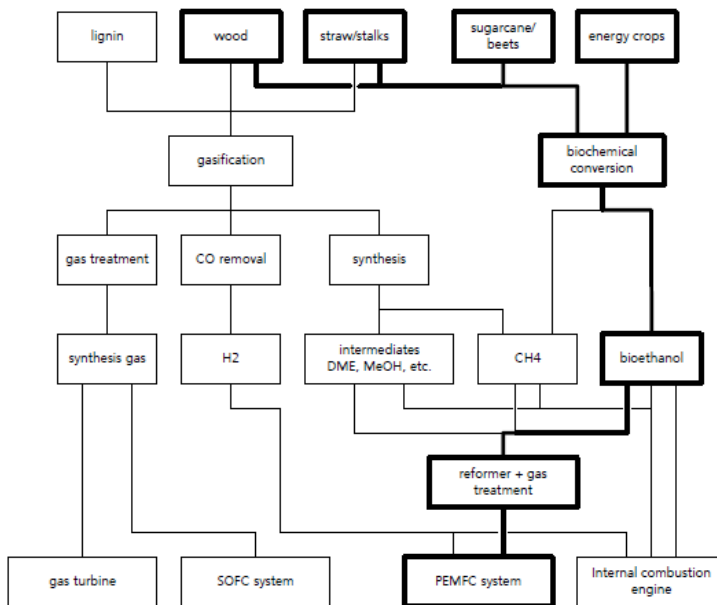 lignin
wood
straw/stalks
sugarcane/
beets
energy crops
gasification
biochemical
conversion
gas treatment
CO removal
synthesis
synthesis gas
H2
intermediates
DME, MeOH, etc.
CH4
bioethanol
reformer + gas
treatment
gas turbine
SOFC system
PEMFC system
Internal combustion
engine